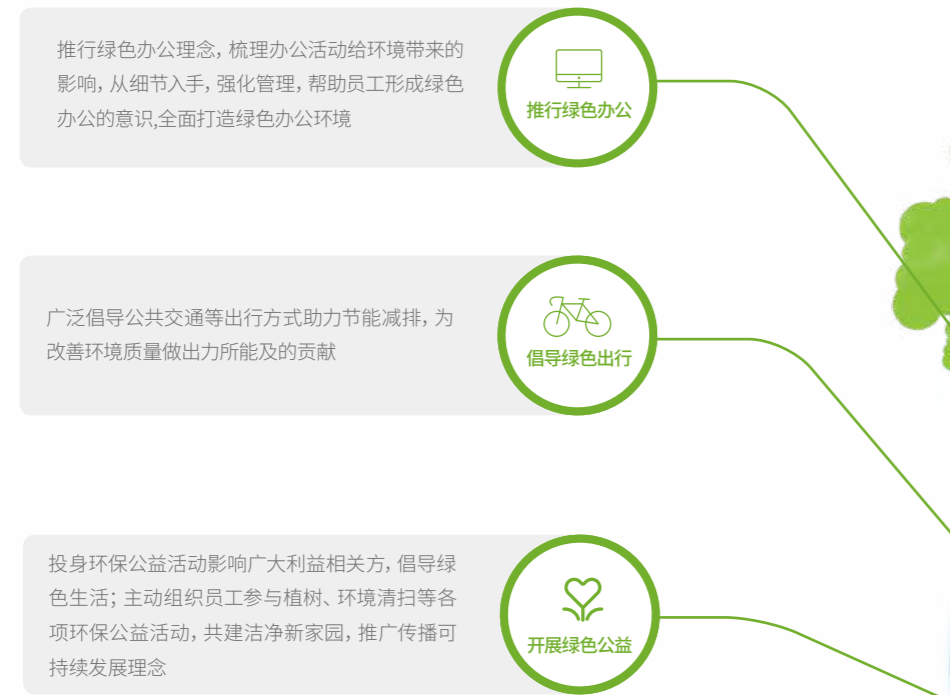 推行绿色办公理念，梳理办公活动给环境带来的
影响，从细节入手，强化管理，帮助员工形成绿色
办公的意识,全面打造绿色办公环境
推行绿色办公
广泛倡导公共交通等出行方式助力节能减排，为
改善环境质量做出力所能及的贡献
倡导绿色出行
投身环保公益活动影响广大利益相关方，倡导绿
色生活；主动组织员工参与植树、环境清扫等各
项环保公益活动，共建洁净新家园，推广传播可
持续发展理念
开展绿色公益